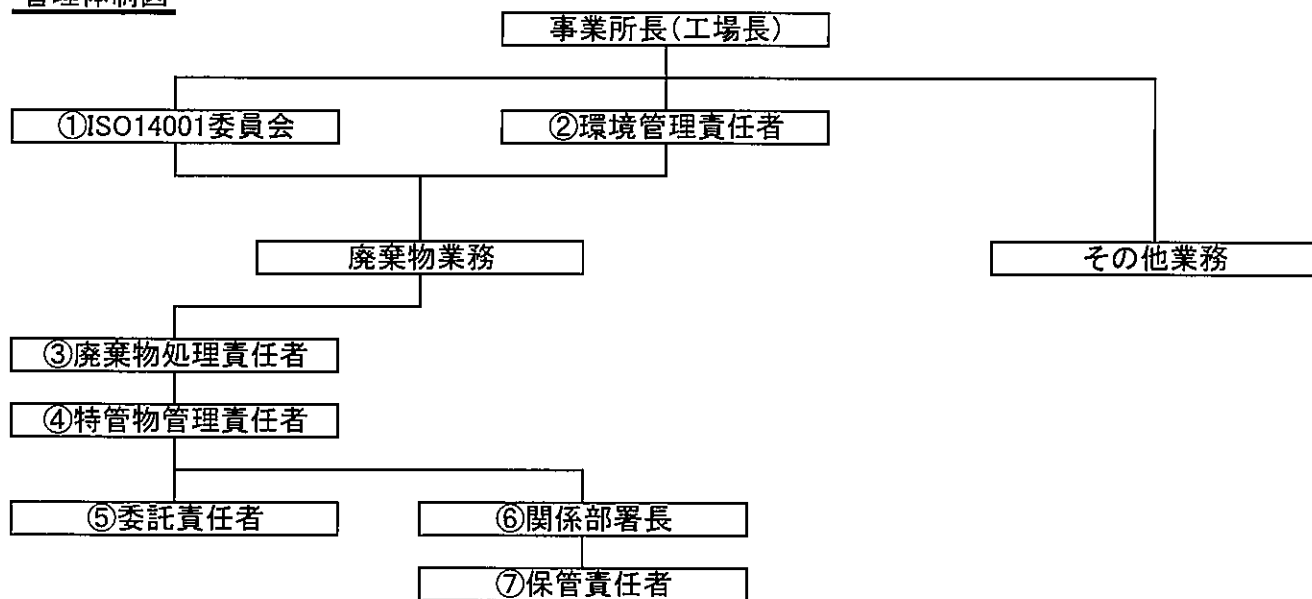 管理体制図
事業所長(工場長)
①ISO14001委員会
②環境管理責任者
廃棄物業務
その他業務
③廃棄物処理責任者
④特管物管理責任者
⑤委託責任者
⑥関係部署長
⑦保管責任者